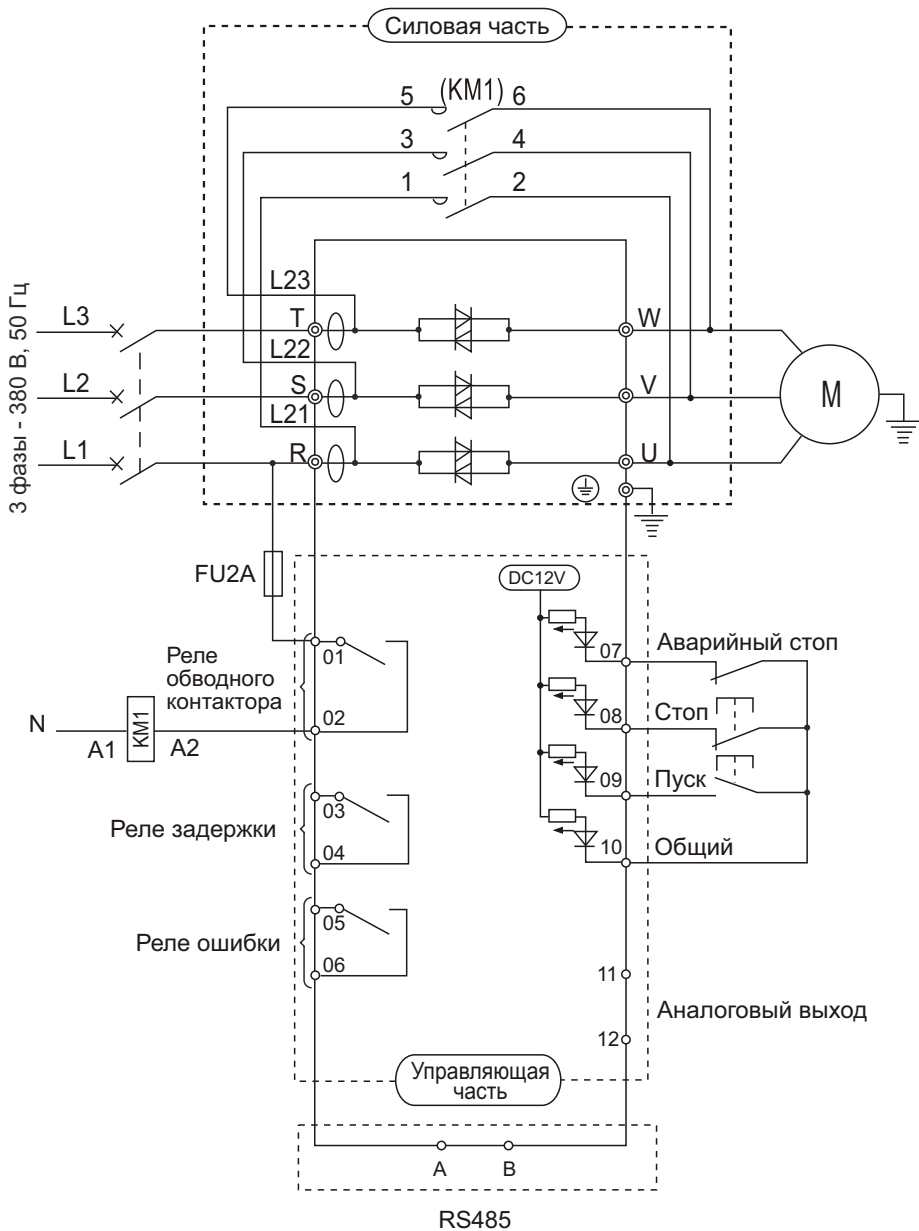 Силовая часть
(KM1)
5
6
3
4
1
2
3 фазы - 380 В, 50 Гц
L23
L3
T
W
L22
L2
S
V
M
L21
L1
R
U
FU2A
DC12V
01
07
Аварийный стоп
Реле
обводного
контактора
02
08
Стоп
N
A1
KM1
A2
09
Пуск
03
Реле задержки
04
10
Общий
05
Реле ошибки
06
11
Аналоговый выход
12
Управляющая
часть
A
B
RS485